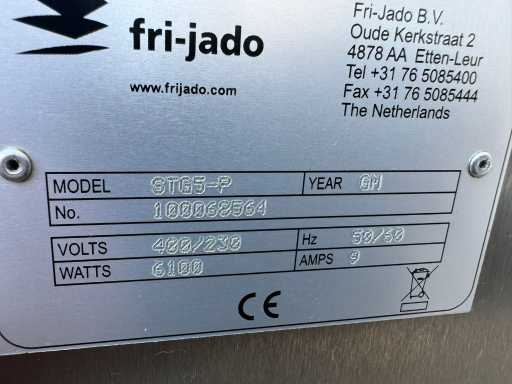 fri-jado
www.frijado.com
Fri-Jado B.V.
Oude Kerkstraat 2
4878 AA Etten-Leur
Tel +31 76 5085400
Fax +31 76 5085444
The Netherlands
MODEL STG5-P YEAR GM
No. 100068564
VOLTS 400/230 Hz 50/60
WATTS 6100 AMPS 9
CE